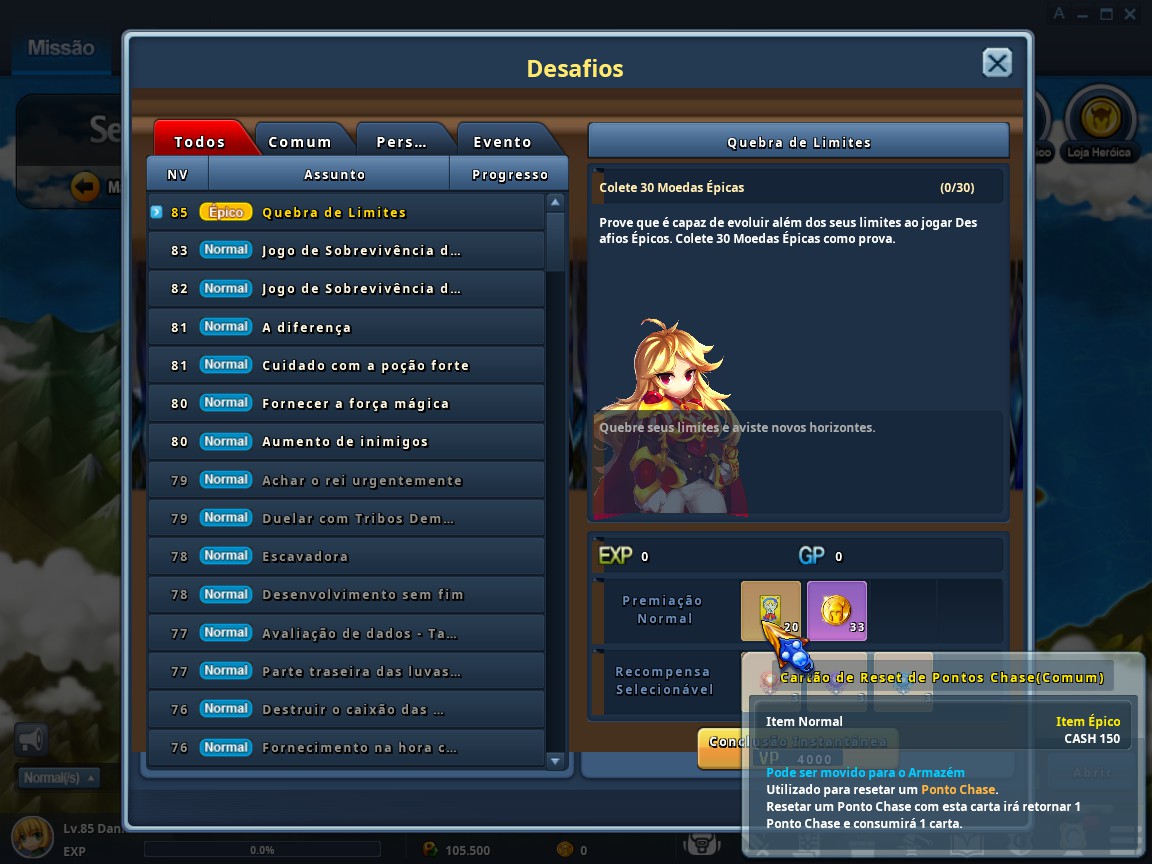 A
Missão
Desafios
Se
Loja Heróica
Todos
Comum
Pers...
Evento
Quebra de Limites
NV
Assunto
Progresso
85 Épico Quebra de Limites
83 Normal Jogo de Sobrevivência d...
82 Normal Jogo de Sobrevivência d...
81 Normal A diferença
81 Normal Cuidado com a poção forte
80 Normal Fornecer a força mágica
80 Normal Aumento de inimigos
79 Normal Achar o rei urgentemente
79 Normal Duelar com Tribos Dem...
78 Normal Escavadora
78 Normal Desenvolvimento sem fim
77 Normal Avaliação de dados - Ta...
77 Normal Parte traseira das luvas...
76 Normal Destruir o caixão das ...
76 Normal Fornecimento na hora c...
Colete 30 Moedas Épicas (0/30)
Prove que é capaz de evoluir além dos seus limites ao jogar Des
afios Épicos. Colete 30 Moedas Épicas como prova.
Quebre seus limites e aviste novos horizontes.
EXP 0
GP 0
Premiação
Normal
20
33
Recompensa
Selecionável
Conclusão Instantânea
VP 4000
Cartão de Reset de Pontos Chase(Comum)
Item Normal
Item Épico
CASH 150
Pode ser movido para o Armazém
Utilizado para resetar um Ponto Chase.
Resetar um Ponto Chase com esta carta irá retornar 1
Ponto Chase e consumirá 1 carta.
Abrir
Normal(/s)
Lv.85 Dan
EXP
0.0%
105.500
0